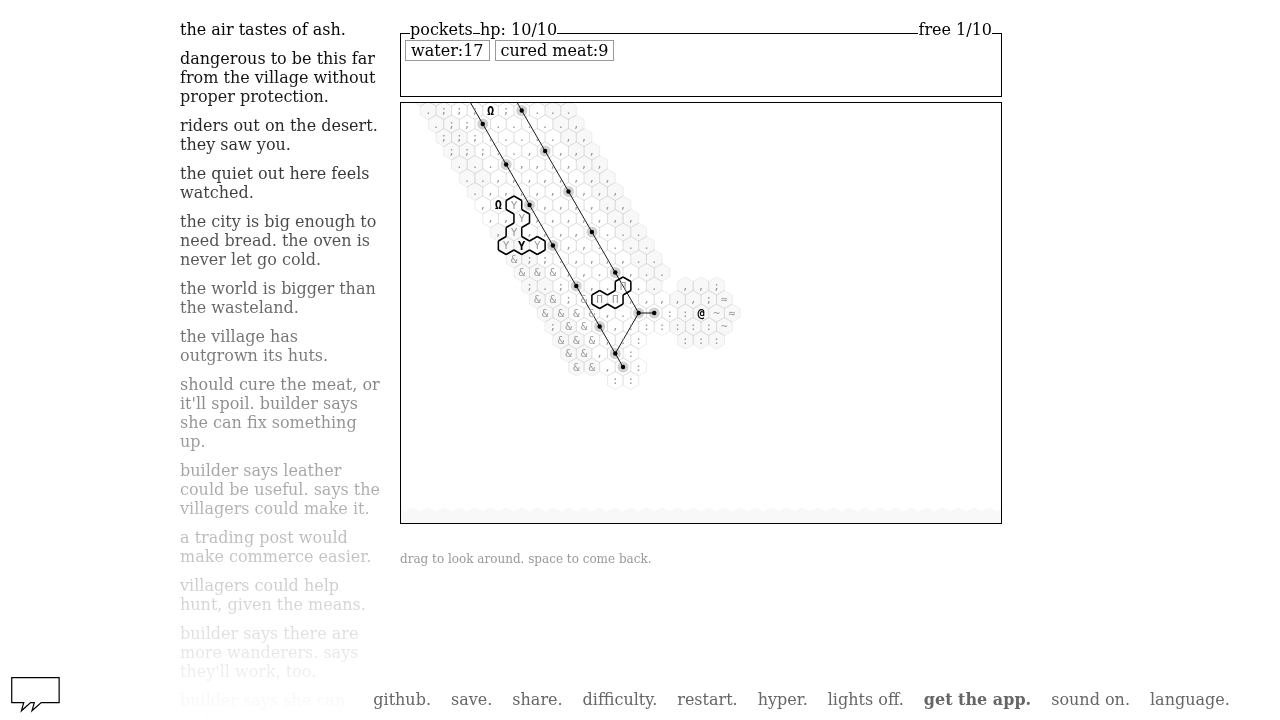 the air tastes of ash.
dangerous to be this far
from the village without
proper protection.
riders out on the desert.
they saw you.
the quiet out here feels
watched.
the city is big enough to
need bread. the oven is
never let go cold.
the world is bigger than
the wasteland.
the village has
outgrown its huts.
should cure the meat, or
it'll spoil. builder says
she can fix something
up.
builder says leather
could be useful. says the
villagers could make it.
a trading post would
make commerce easier.
villagers could help
hunt, given the means.
builder says there are
more wanderers. says
they'll work, too.
builder says she can
pockets hp: 10/10 free 1/10
water:17 cured meat:9
drag to look around. space to come back.
github. save. share. difficulty. restart. hyper. lights off. get the app. sound on. language.